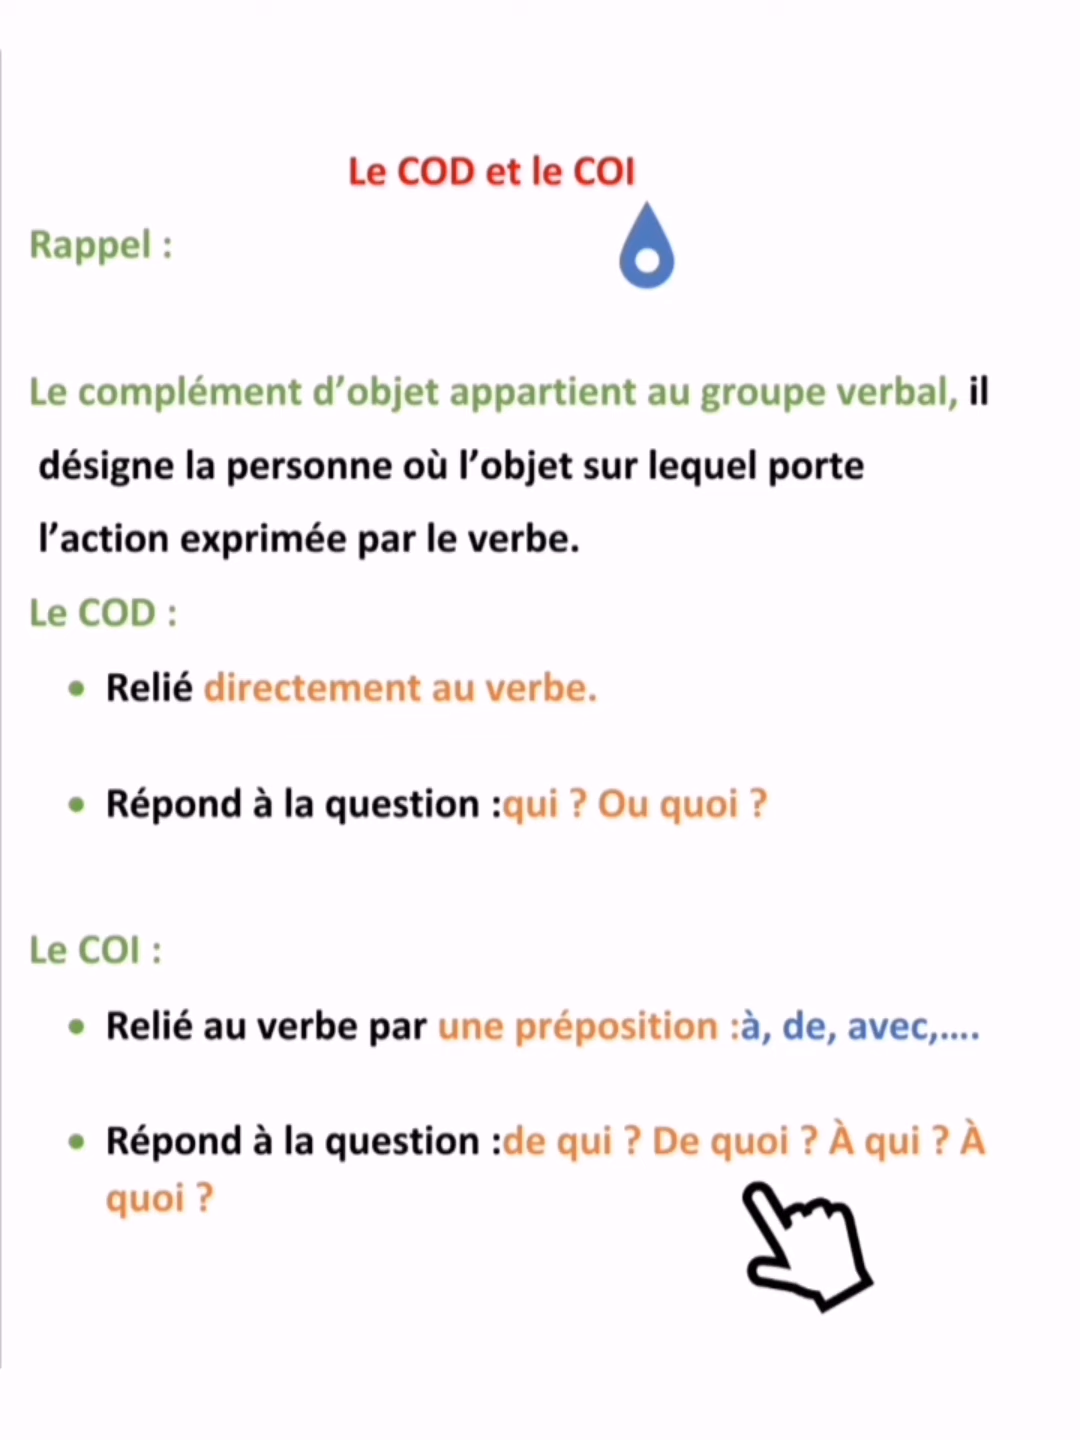 Le COD et le COI
Rappel :
Le complément d’objet appartient au groupe verbal, il
désigne la personne où l’objet sur lequel porte
l’action exprimée par le verbe.
Le COD :
• Relié directement au verbe.
• Répond à la question :qui ? Ou quoi ?
Le COI :
• Relié au verbe par une préposition :à, de, avec,....
• Répond à la question :de qui ? De quoi ? À qui ? À
quoi ?